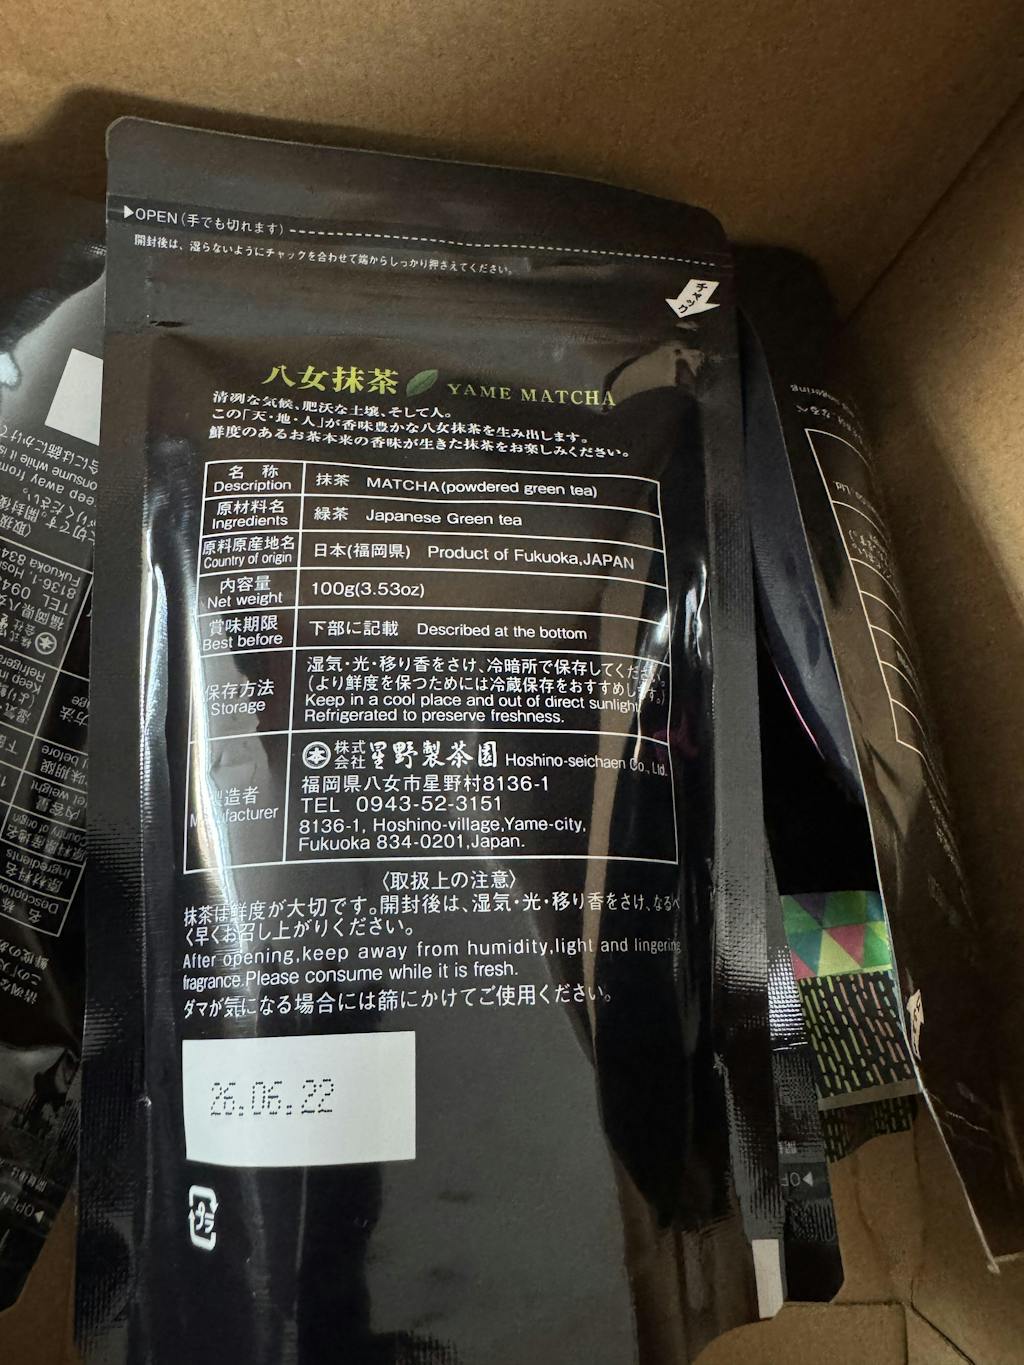 ▶OPEN(手でも切れます)
開封後は、湿らないようにチャックを合わせて端からしっかり押さえてください。
チャック
八女抹茶 YAME MATCHA
清冽な気候、肥沃な土壌、そして人。
この「天・地・人」が香味豊かな八女抹茶を生み出します。
鮮度のあるお茶本来の香味が生きた抹茶をお楽しみください。
名 称 抹茶 MATCHA(powdered green tea)
Description
原材料名 緑茶 Japanese Green tea
Ingredients
原料原産地名 日本(福岡県) Product of Fukuoka,JAPAN
Country of origin
内容量 100g(3.53oz)
Net weight
賞味期限 下部に記載 Described at the bottom
Best before
保存方法 湿気・光・移り香をさけ、冷暗所で保存してください。
Storage (より鮮度を保つためには冷蔵保存をおすすめします。)
Keep in a cool place and out of direct sunlight
Refrigerated to preserve freshness.
製造者 株式会社 星野製茶園 Hoshino-seichaen Co., Ltd.
Manufacturer 福岡県八女市星野村8136-1
TEL 0943-52-3151
8136-1, Hoshino-village,Yame-city,
Fukuoka 834-0201,Japan.
〈取扱上の注意〉
抹茶は鮮度が大切です。開封後は、湿気・光・移り香をさけ、なるべ
く早くお召し上がりください。
After opening,keep away from humidity,light and lingering
fragrance.Please consume while it is fresh.
ダマが気になる場合には篩にかけてご使用ください。
26.06.22
プラ